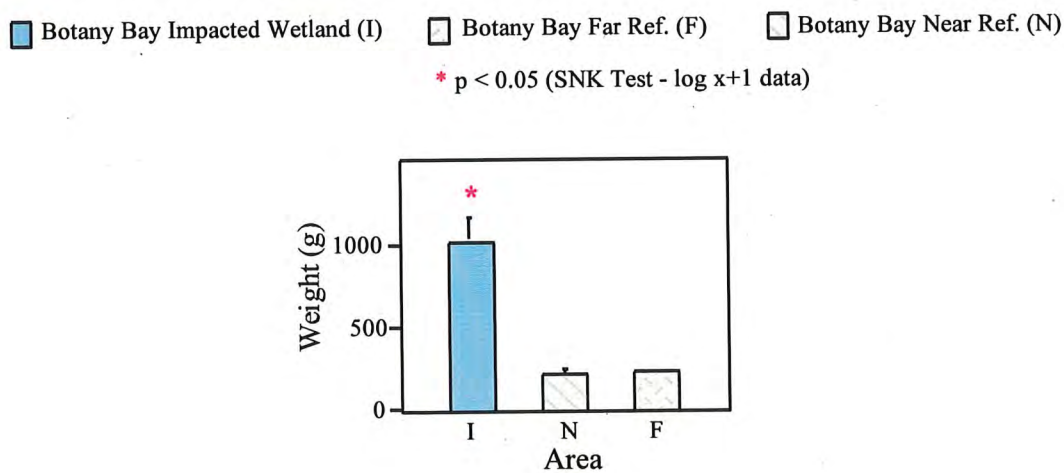 Botany Bay Impacted Wetland (I) Botany Bay Far Ref. (F) Botany Bay Near Ref. (N)
* p < 0.05 (SNK Test - log x+1 data)
*
1000
500
0
Weight (g)
I N F
Area